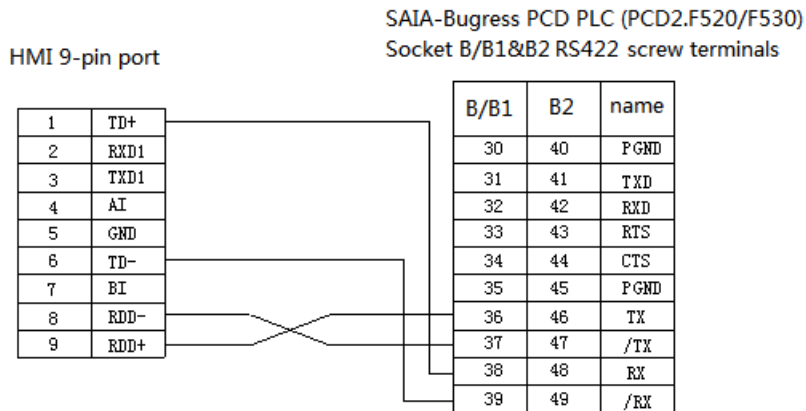 SAIA-Bugress PCD PLC (PCD2.F520/F530)
Socket B/B1&B2 RS422 screw terminals
HMI 9-pin port
1 TD+
2 RXD1
3 TXD1
4 AI
5 GND
6 TD-
7 BI
8 RDD-
9 RDD+
B/B1 B2 name
30 40 PGND
31 41 TXD
32 42 RXD
33 43 RTS
34 44 CTS
35 45 PGND
36 46 TX
37 47 /TX
38 48 RX
39 49 /RX